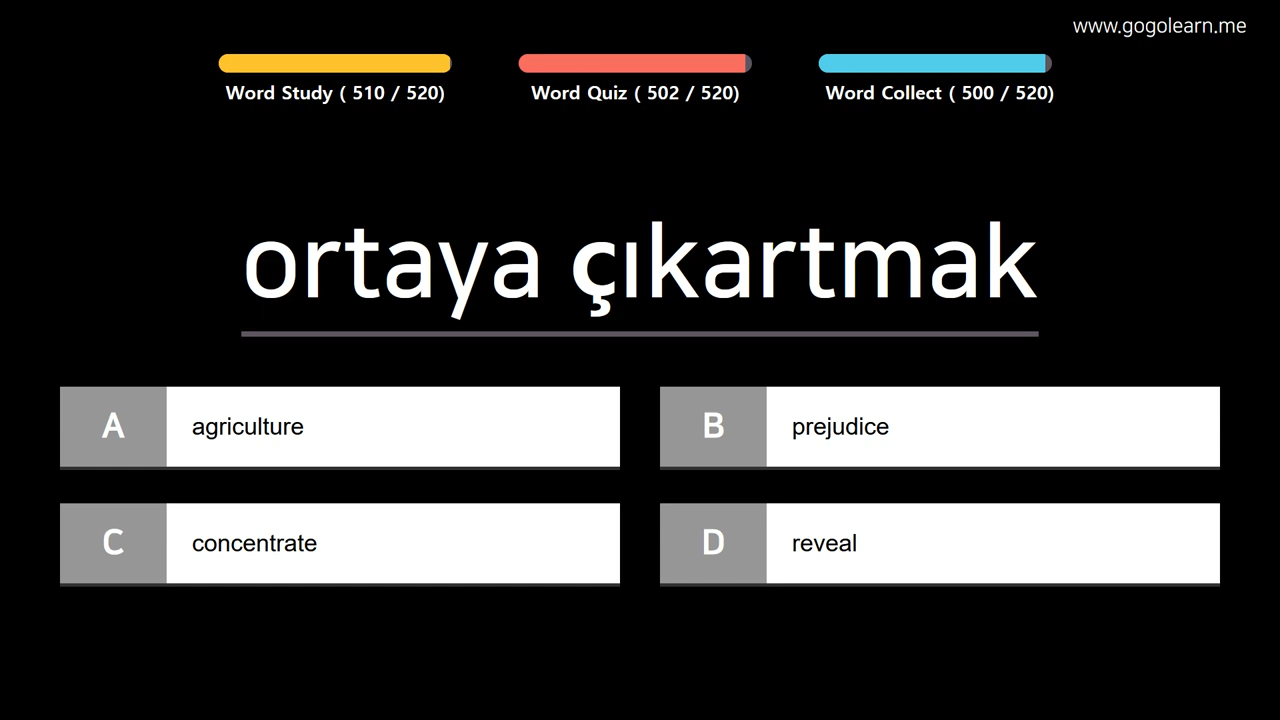 www.gogolearn.me
Word Study ( 510 / 520)
Word Quiz ( 502 / 520)
Word Collect ( 500 / 520)
ortaya çıkartmak
A agriculture
B prejudice
C concentrate
D reveal